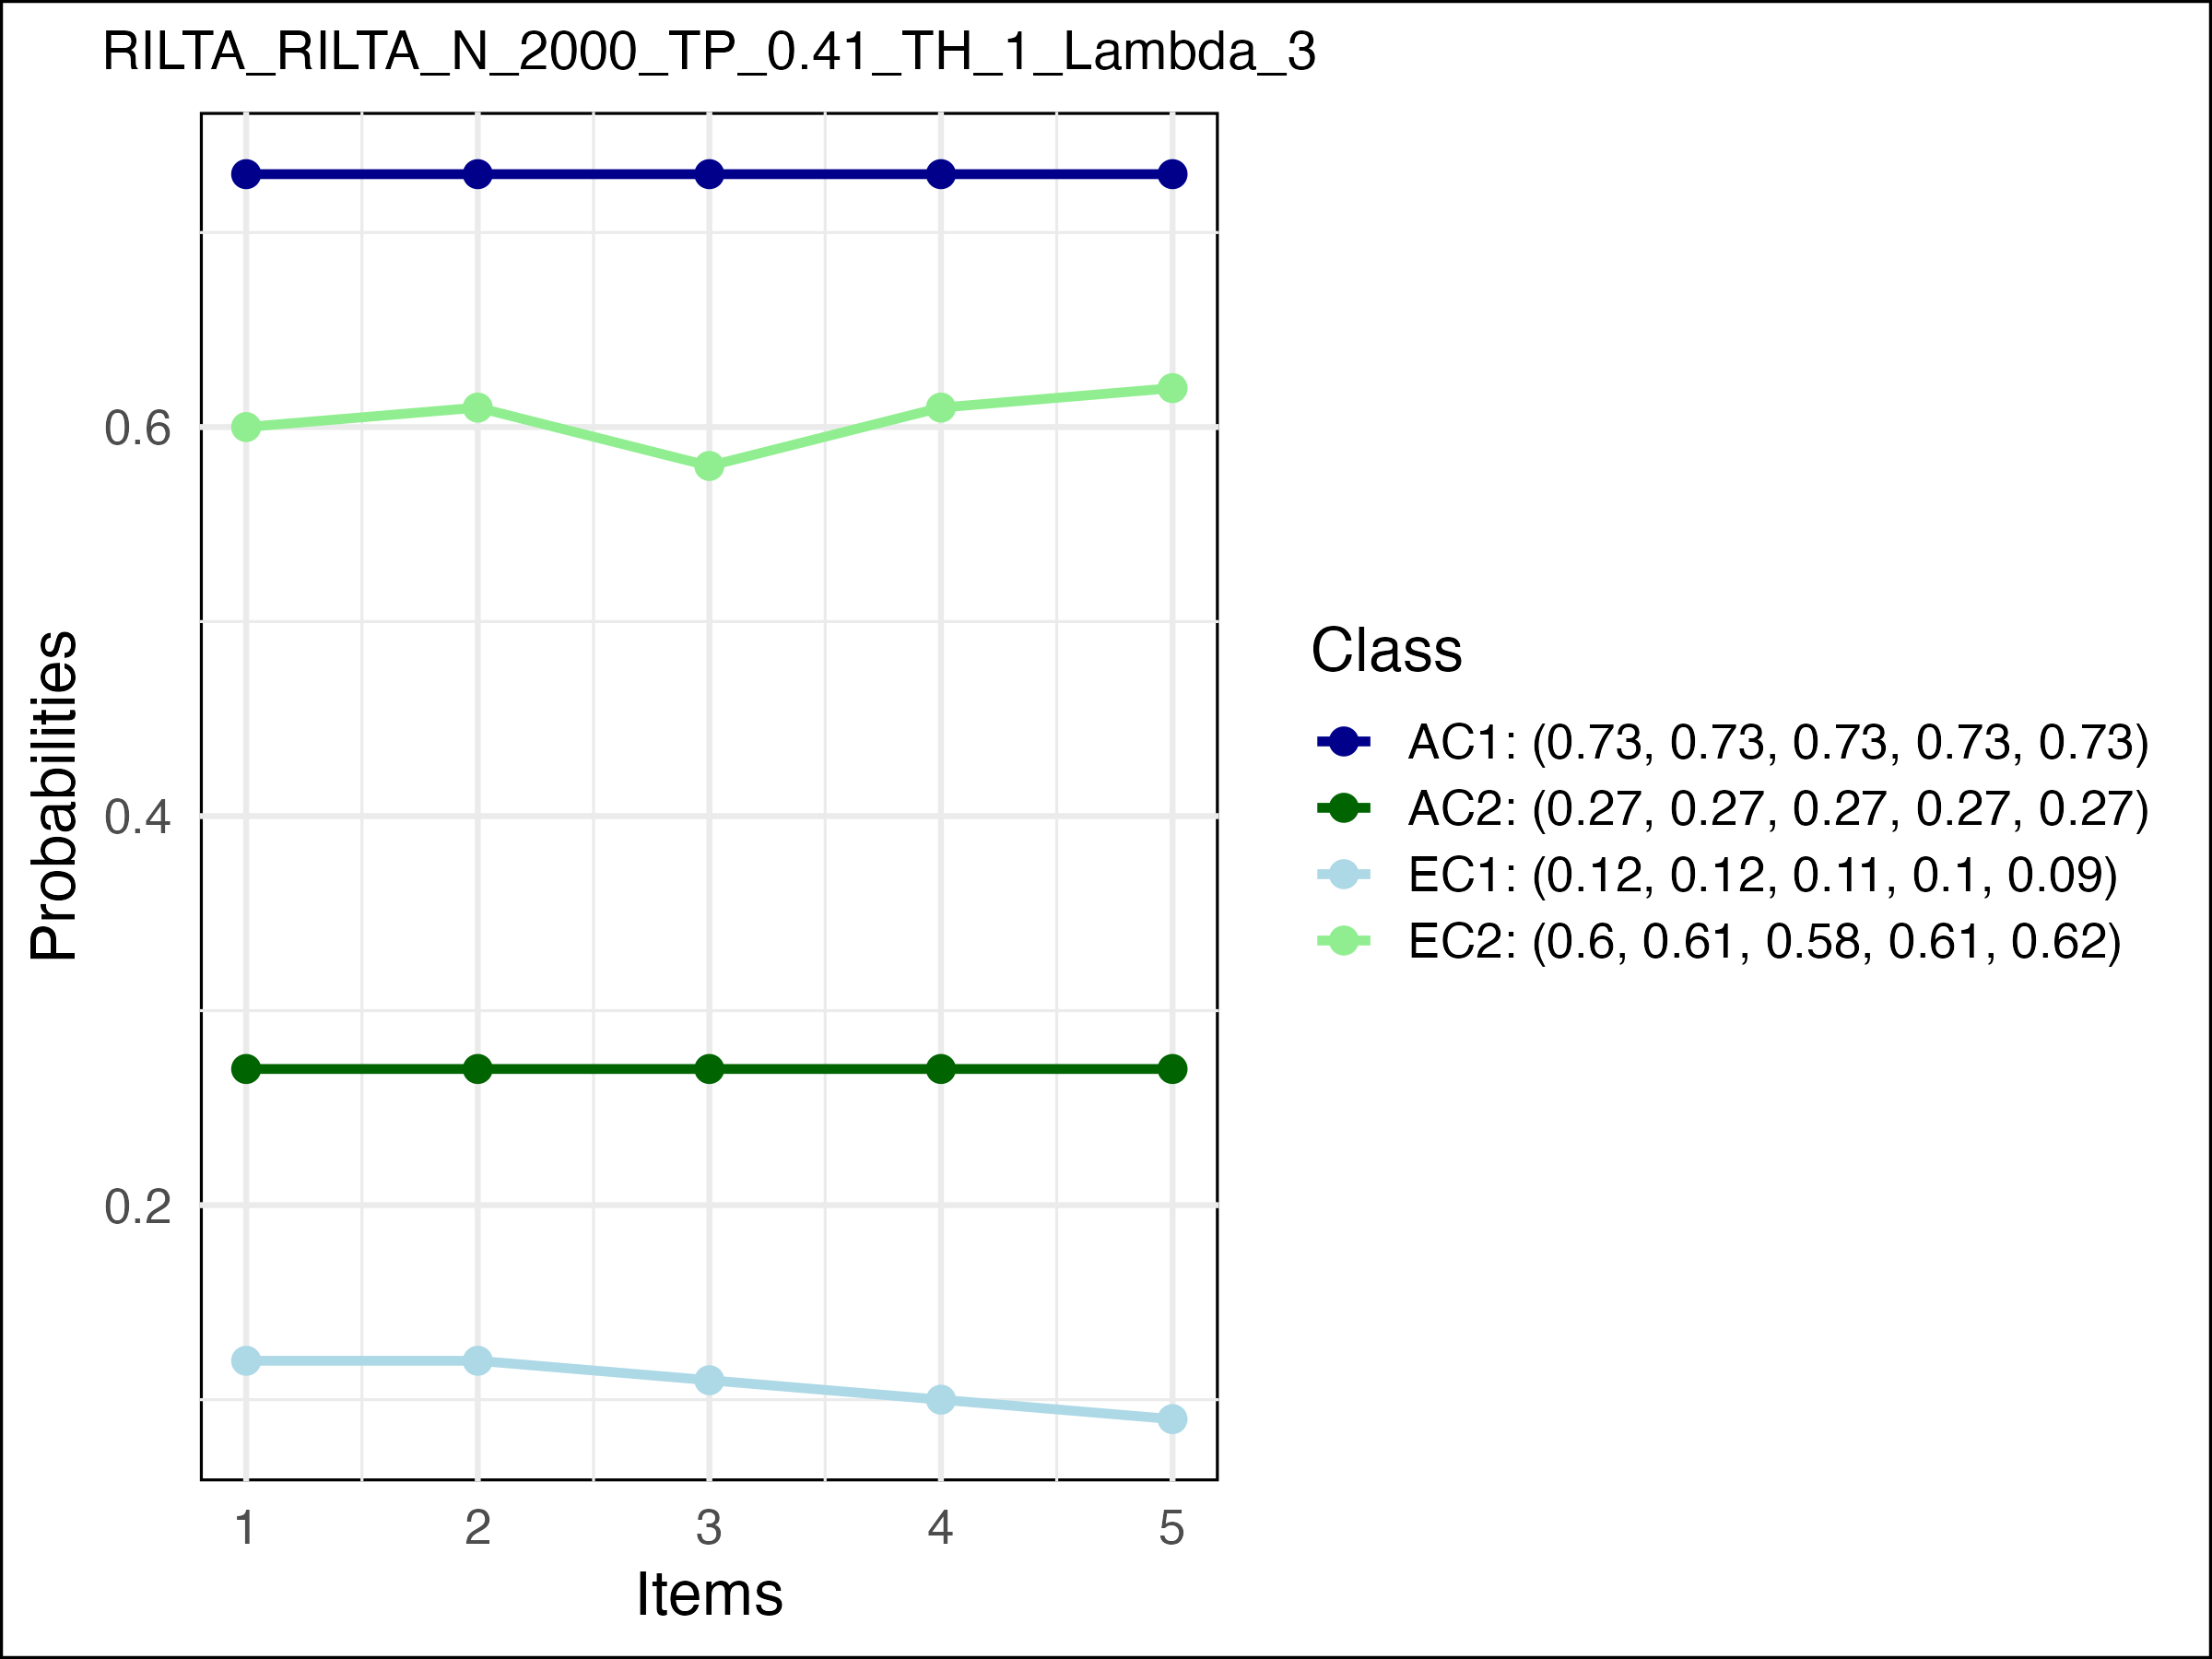 RILTA_RILTA_N_2000_TP_0.41_TH_1_Lambda_3
Probabilities
0.6
0.4
0.2
1 2 3 4 5
Items
Class
AC1: (0.73, 0.73, 0.73, 0.73, 0.73)
AC2: (0.27, 0.27, 0.27, 0.27, 0.27)
EC1: (0.12, 0.12, 0.11, 0.1, 0.09)
EC2: (0.6, 0.61, 0.58, 0.61, 0.62)